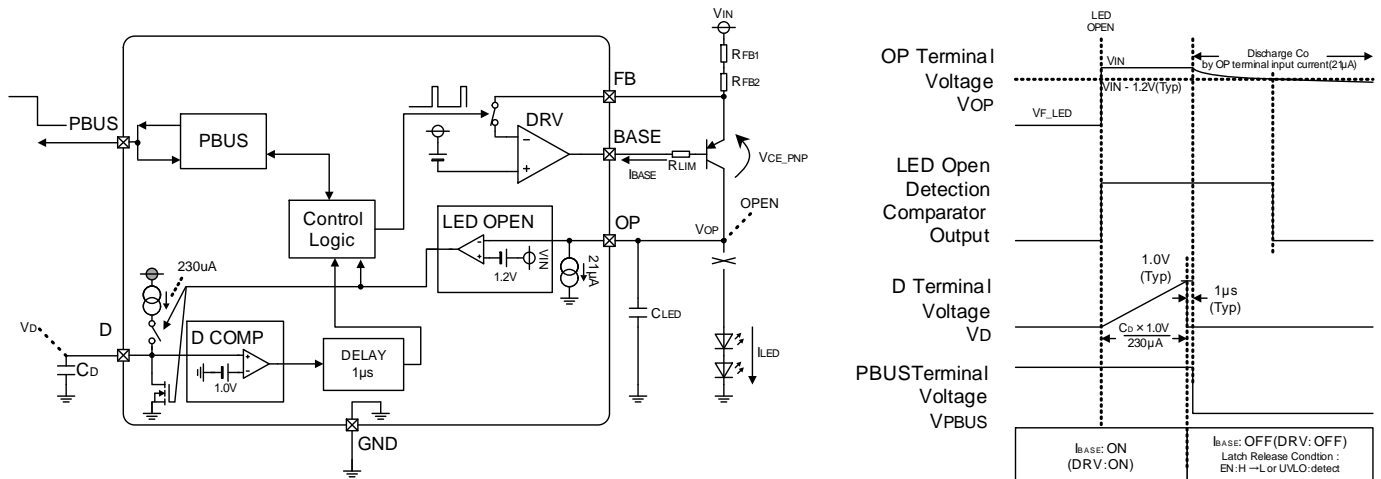 VIN
RFB1
RFB2
FB
DRV
BASE
RLIM
IBASE
VCE_PNP
PBUS
PBUS
Control
Logic
LED OPEN
OP
VOP
OPEN
1.2V
VIN
21µA
CLED
ILED
230uA
VD
D
CD
D COMP
1.0V
DELAY
1µs
GND
LED
OPEN
OP Terminal
Voltage
VOP
VIN
Discharge Co
by OP terminal input current(21µA)
VIN - 1.2V(Typ)
VF_LED
LED Open
Detection
Comparator
Output
D Terminal
Voltage
VD
1.0V
(Typ)
1µs
(Typ)
CD × 1.0V
230µA
PBUSTerminal
Voltage
VPBUS
IBASE: ON
(DRV:ON)
IBASE: OFF(DRV: OFF)
Latch Release Condtion :
EN:H →L or UVLO:detect